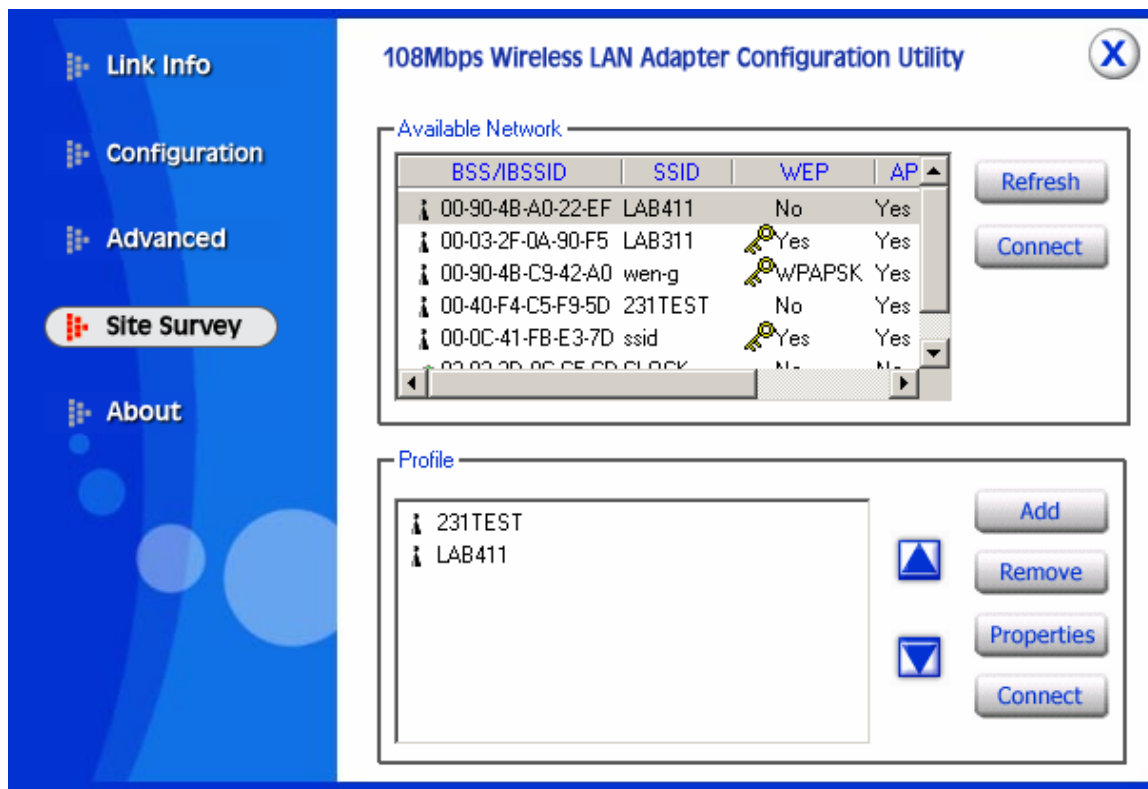 Link Info
Configuration
Advanced
Site Survey
About
108Mbps Wireless LAN Adapter Configuration Utility
X
Available Network
BSS/IBSSID SSID WEP AP
00-90-4B-A0-22-EF LAB411 No Yes
00-03-2F-0A-90-F5 LAB311 Yes Yes
00-90-4B-C9-42-A0 wen-g WPAPSK Yes
00-40-F4-C5-F9-5D 231TEST No Yes
00-0C-41-FB-E3-7D ssid Yes Yes
CLOCK No No
Refresh
Connect
Profile
231TEST
LAB411
Add
Remove
Properties
Connect